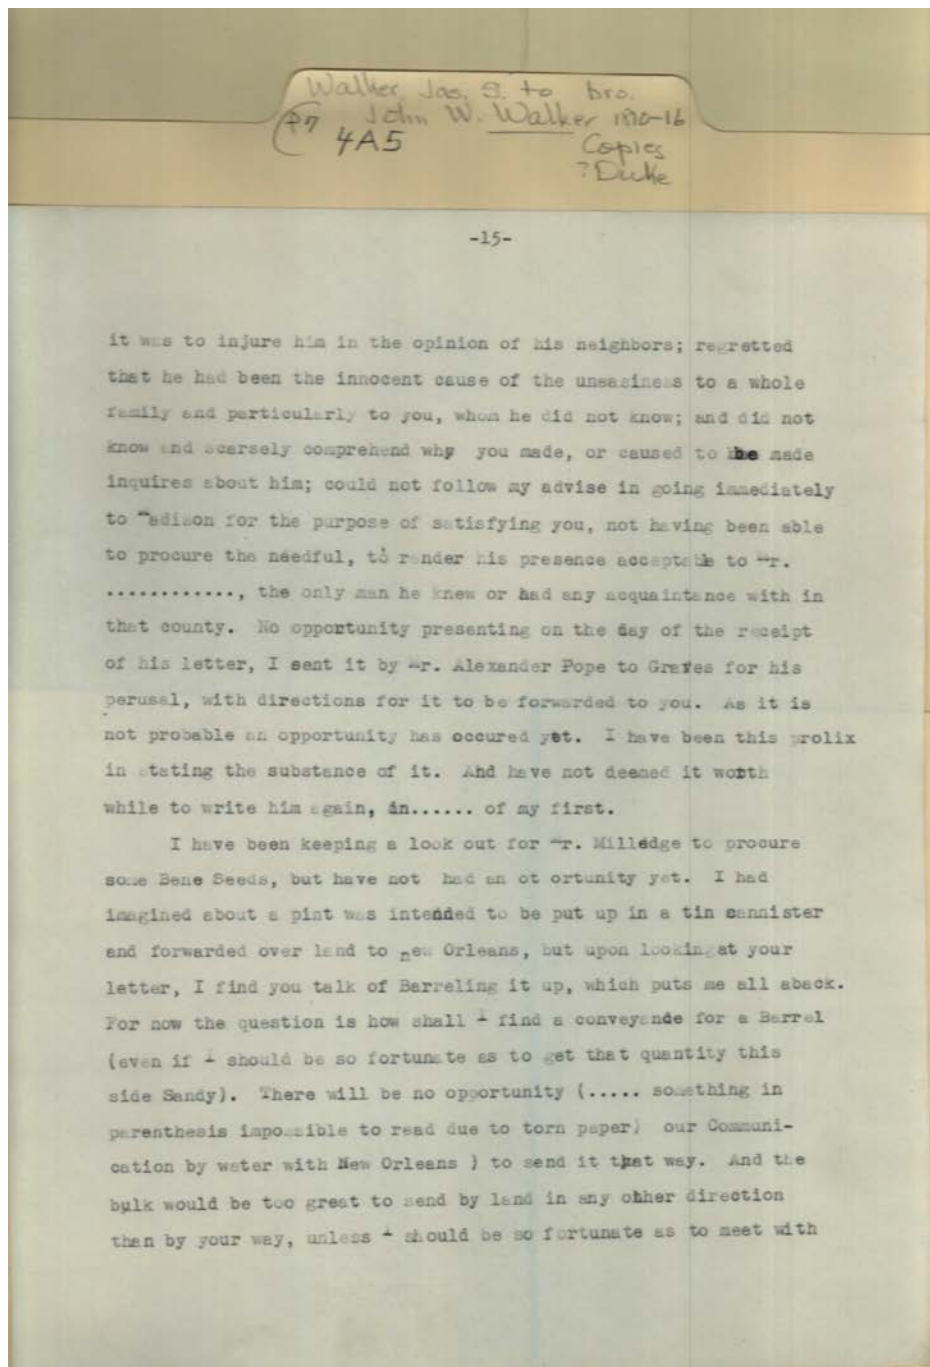 Walker, Jas. S. to bro.
John W. Walker 1810-16
P7
4A5
Copies
? Duke
-15-
it was to injure him in the opinion of his neighbors; regretted
that he had been the innocent cause of the uneasiness to a whole
family and particularly to you, whom he did not know; and did not
know and scarsely comprehend why you made, or caused to be made
inquires about him; could not follow my advise in going immediately
to Madison for the purpose of satisfying you, not having been able
to procure the needful, to render his presence acceptable to Mr.
............, the only man he knew or had any acquaintance with in
that county. No opportunity presenting on the day of the receipt
of his letter, I sent it by Mr. Alexander Pope to Graves for his
perusal, with directions for it to be forwarded to you. As it is
not probable an opportunity has occured yet. I have been this prolix
in stating the substance of it. And have not deemed it worth
while to write him again, in...... of my first.
I have been keeping a look out for Mr. Milledge to procure
some Bene Seeds, but have not had an ot ortunity yet. I had
imagined about a pint was intended to be put up in a tin cannister
and forwarded over land to new Orleans, but upon looking at your
letter, I find you talk of Barreling it up, which puts me all aback.
For now the question is how shall I find a conveyande for a Barrel
(even if I should be so fortunate as to get that quantity this
side Sandy). There will be no opportunity (..... something in
parenthesis impossible to read due to torn paper) our Communi-
cation by water with New Orleans ) to send it that way. And the
bulk would be too great to send by land in any other direction
than by your way, unless I should be so fortunate as to meet with